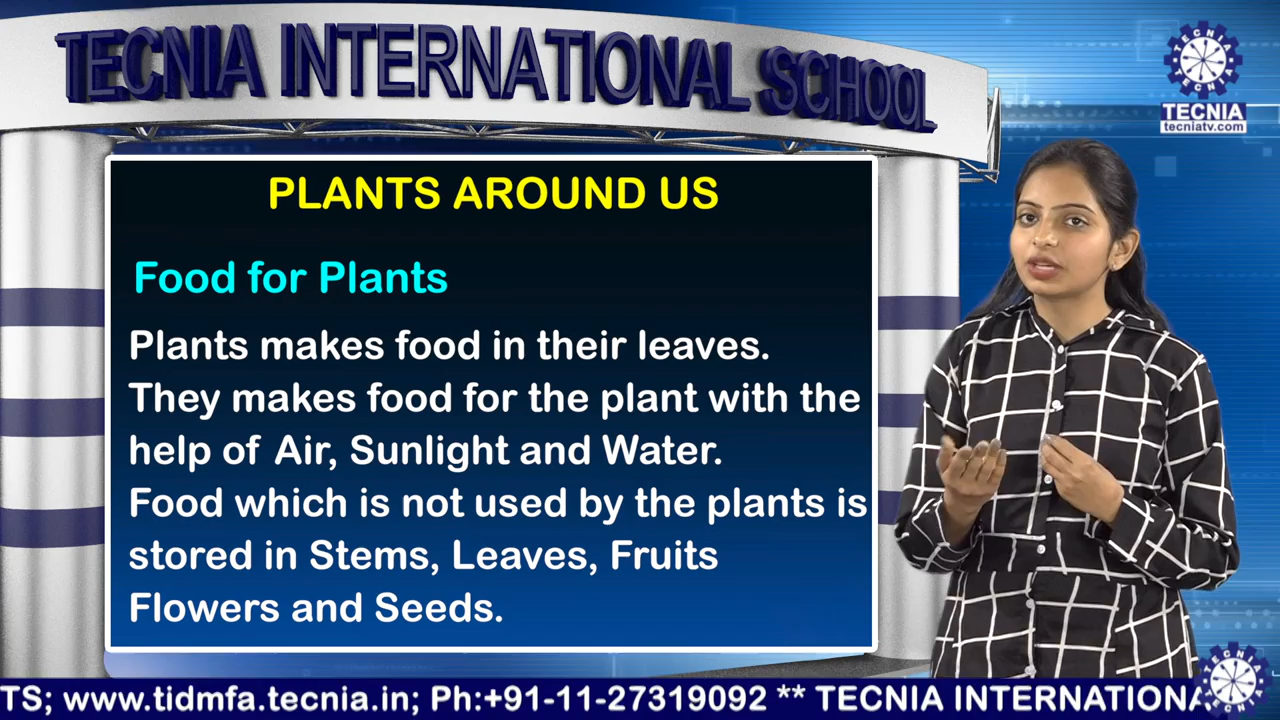 TECNIA INTERNATIONAL SCHOOL
TECNIA
TECNIA
tecniatv.com
PLANTS AROUND US
Food for Plants
Plants makes food in their leaves.
They makes food for the plant with the
help of Air, Sunlight and Water.
Food which is not used by the plants is
stored in Stems, Leaves, Fruits
Flowers and Seeds.
TS; www.tidmfa.tecnia.in; Ph:+91-11-27319092 ** TECNIA INTERNATIONA
TECNIA